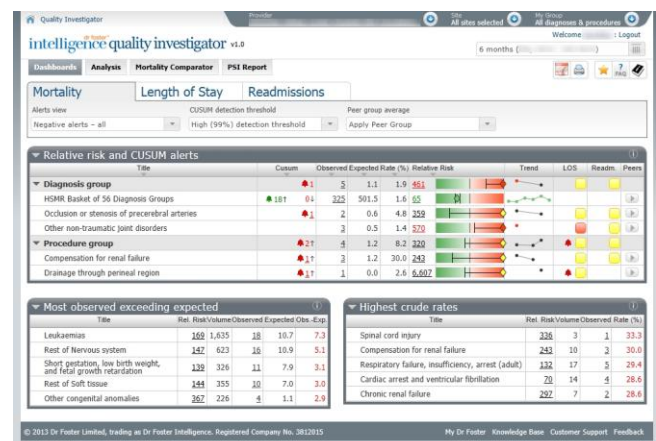 Quality Investigator
Provider
Site
All sites selected
My Group
All diagnoses & procedures
dr foster
intelligence quality investigator v1.0
Welcome : Logout
6 months ( )
Dashboards Analysis Mortality Comparator PSI Report
? FAQ
Mortality Length of Stay Readmissions
Alerts view CUSUM detection threshold Peer group average
Negative alerts – all High (99%) detection threshold Apply Peer Group
Relative risk and CUSUM alerts
Title Cusum Observed Expected Rate (%) Relative Risk Trend LOS Readm. Peers
Diagnosis group 1 5 1.1 1.9 461
HSMR Basket of 56 Diagnosis Groups 18↑ 0↓ 325 501.5 1.6 65
Occlusion or stenosis of precerebral arteries 1 2 0.6 4.8 359
Other non-traumatic joint disorders 3 0.5 1.4 570
Procedure group 2↑ 4 1.2 8.2 320
Compensation for renal failure 1↑ 3 1.2 30.0 243
Drainage through perineal region 1↑ 1 0.0 2.6 6,607
Most observed exceeding expected
Title Rel. Risk Volume Observed Expected Obs.-Exp.
Leukaemias 169 1,635 18 10.7 7.3
Rest of Nervous system 147 623 16 10.9 5.1
Short gestation, low birth weight, and fetal growth retardation 139 326 11 7.9 3.1
Rest of Soft tissue 144 355 10 7.0 3.0
Other congenital anomalies 367 226 4 1.1 2.9
Highest crude rates
Title Rel. Risk Volume Observed Rate (%)
Spinal cord injury 336 3 1 33.3
Compensation for renal failure 243 10 3 30.0
Respiratory failure, insufficiency, arrest (adult) 132 17 5 29.4
Cardiac arrest and ventricular fibrillation 70 14 4 28.6
Chronic renal failure 297 7 2 28.6
© 2013 Dr Foster Limited, trading as Dr Foster Intelligence. Registered Company No. 3812015
My Dr Foster Knowledge Base Customer Support Feedback